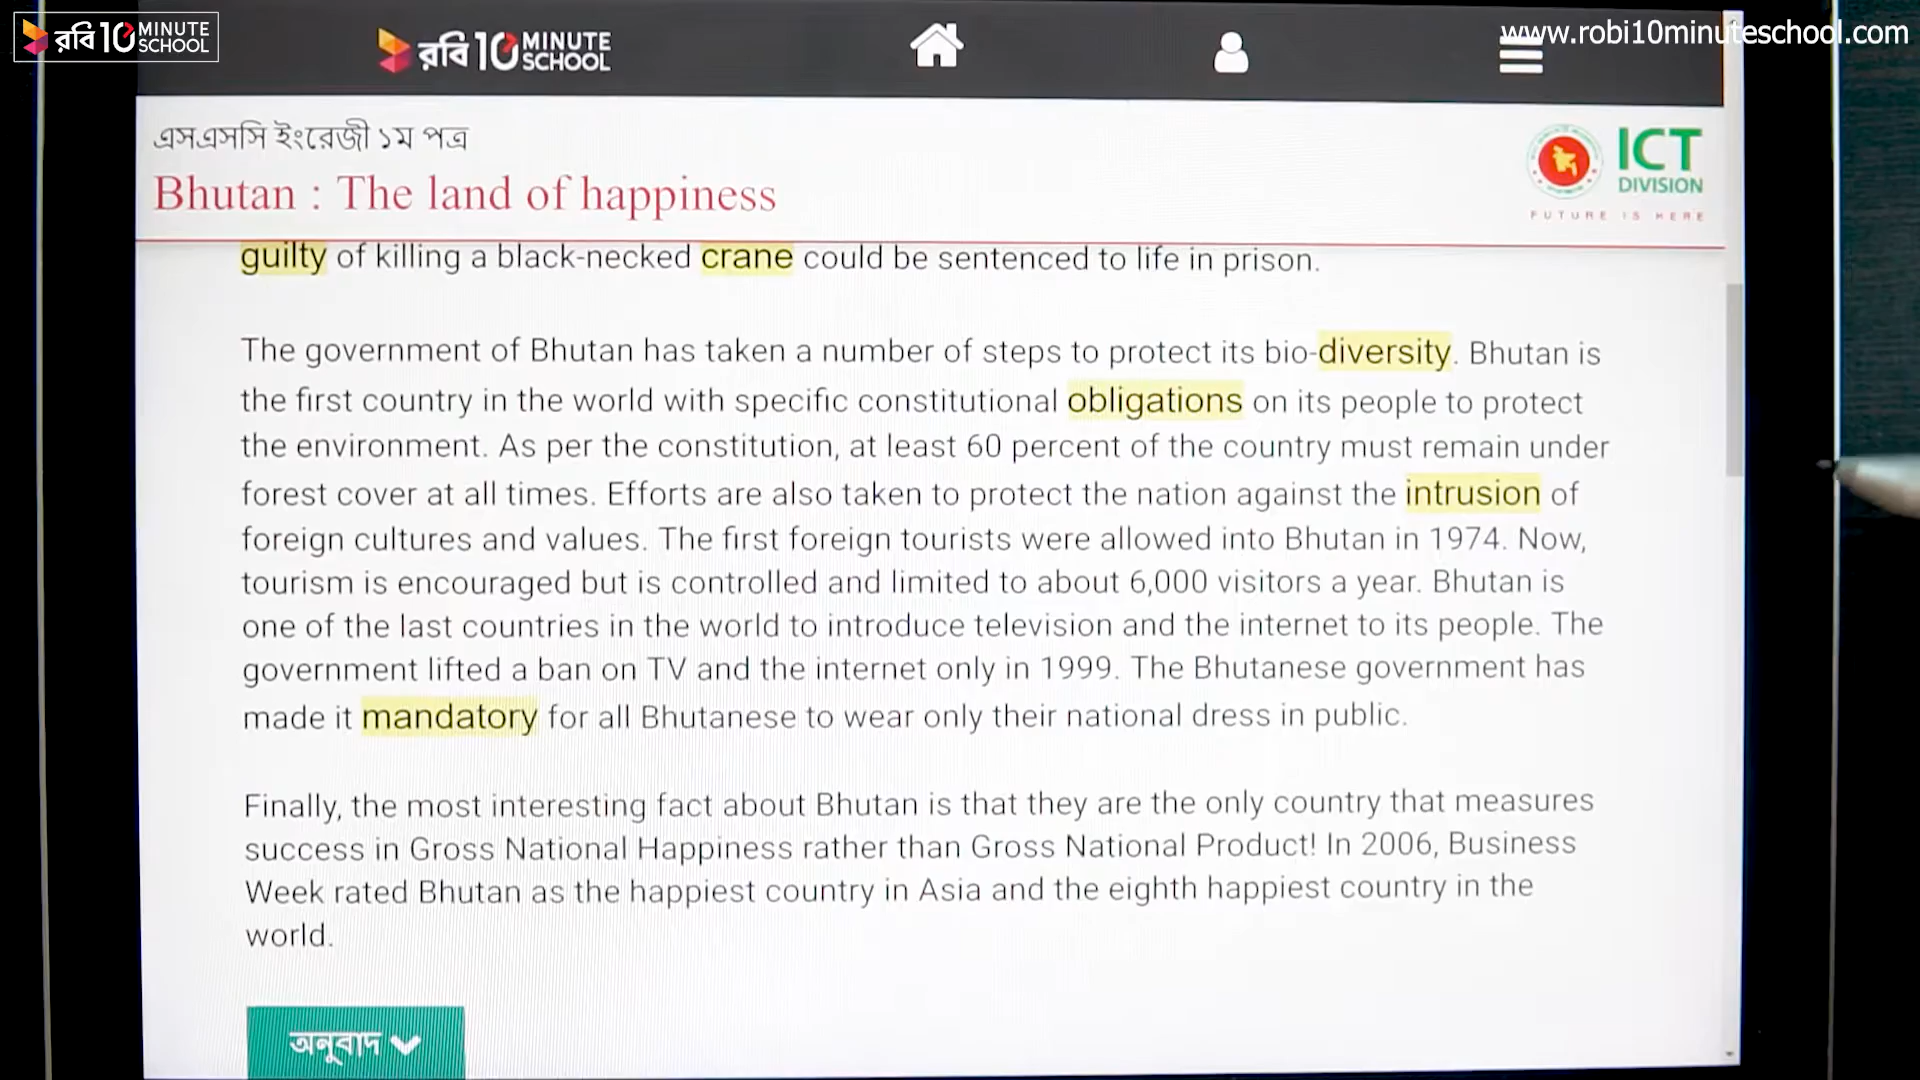 রবি 10 MINUTE SCHOOL
রবি 10 MINUTE SCHOOL
www.robi10minuteschool.com
এসএসসি ইংরেজী ১ম পত্র
Bhutan : The land of happiness
ICT
DIVISION
FUTURE IS HERE
guilty of killing a black-necked crane could be sentenced to life in prison.
The government of Bhutan has taken a number of steps to protect its bio-diversity. Bhutan is
the first country in the world with specific constitutional obligations on its people to protect
the environment. As per the constitution, at least 60 percent of the country must remain under
forest cover at all times. Efforts are also taken to protect the nation against the intrusion of
foreign cultures and values. The first foreign tourists were allowed into Bhutan in 1974. Now,
tourism is encouraged but is controlled and limited to about 6,000 visitors a year. Bhutan is
one of the last countries in the world to introduce television and the internet to its people. The
government lifted a ban on TV and the internet only in 1999. The Bhutanese government has
made it mandatory for all Bhutanese to wear only their national dress in public.
Finally, the most interesting fact about Bhutan is that they are the only country that measures
success in Gross National Happiness rather than Gross National Product! In 2006, Business
Week rated Bhutan as the happiest country in Asia and the eighth happiest country in the
world.
অনুবাদ